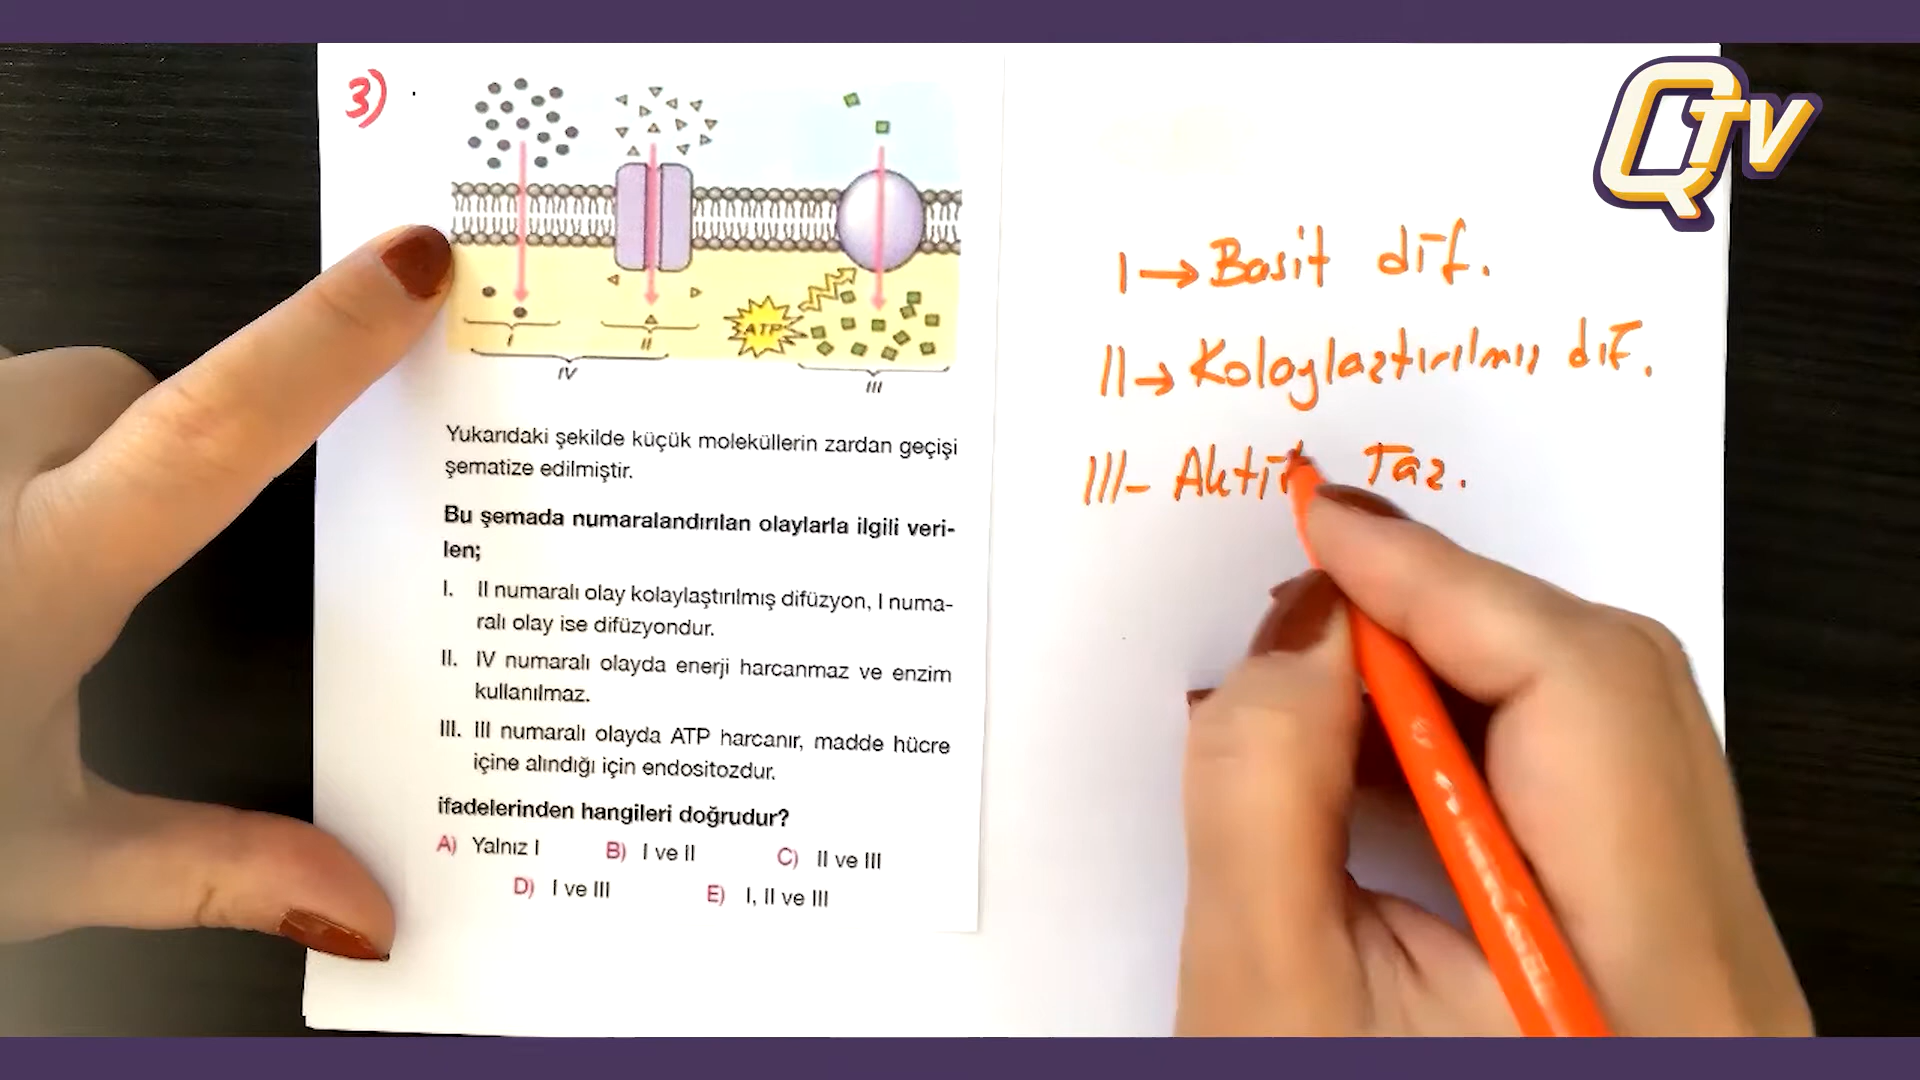 QTV
3)
ATP
I
II
IV
III
Yukarıdaki şekilde küçük moleküllerin zardan geçişi
şematize edilmiştir.
Bu şemada numaralandırılan olaylarla ilgili veri-
len;
I. II numaralı olay kolaylaştırılmış difüzyon, I numa-
ralı olay ise difüzyondur.
II. IV numaralı olayda enerji harcanmaz ve enzim
kullanılmaz.
III. III numaralı olayda ATP harcanır, madde hücre
içine alındığı için endositozdur.
ifadelerinden hangileri doğrudur?
A) Yalnız I B) I ve II C) II ve III
D) I ve III E) I, II ve III
I → Basit dif.
II → Kolaylaştırılmış dif.
III- Aktif Taş.